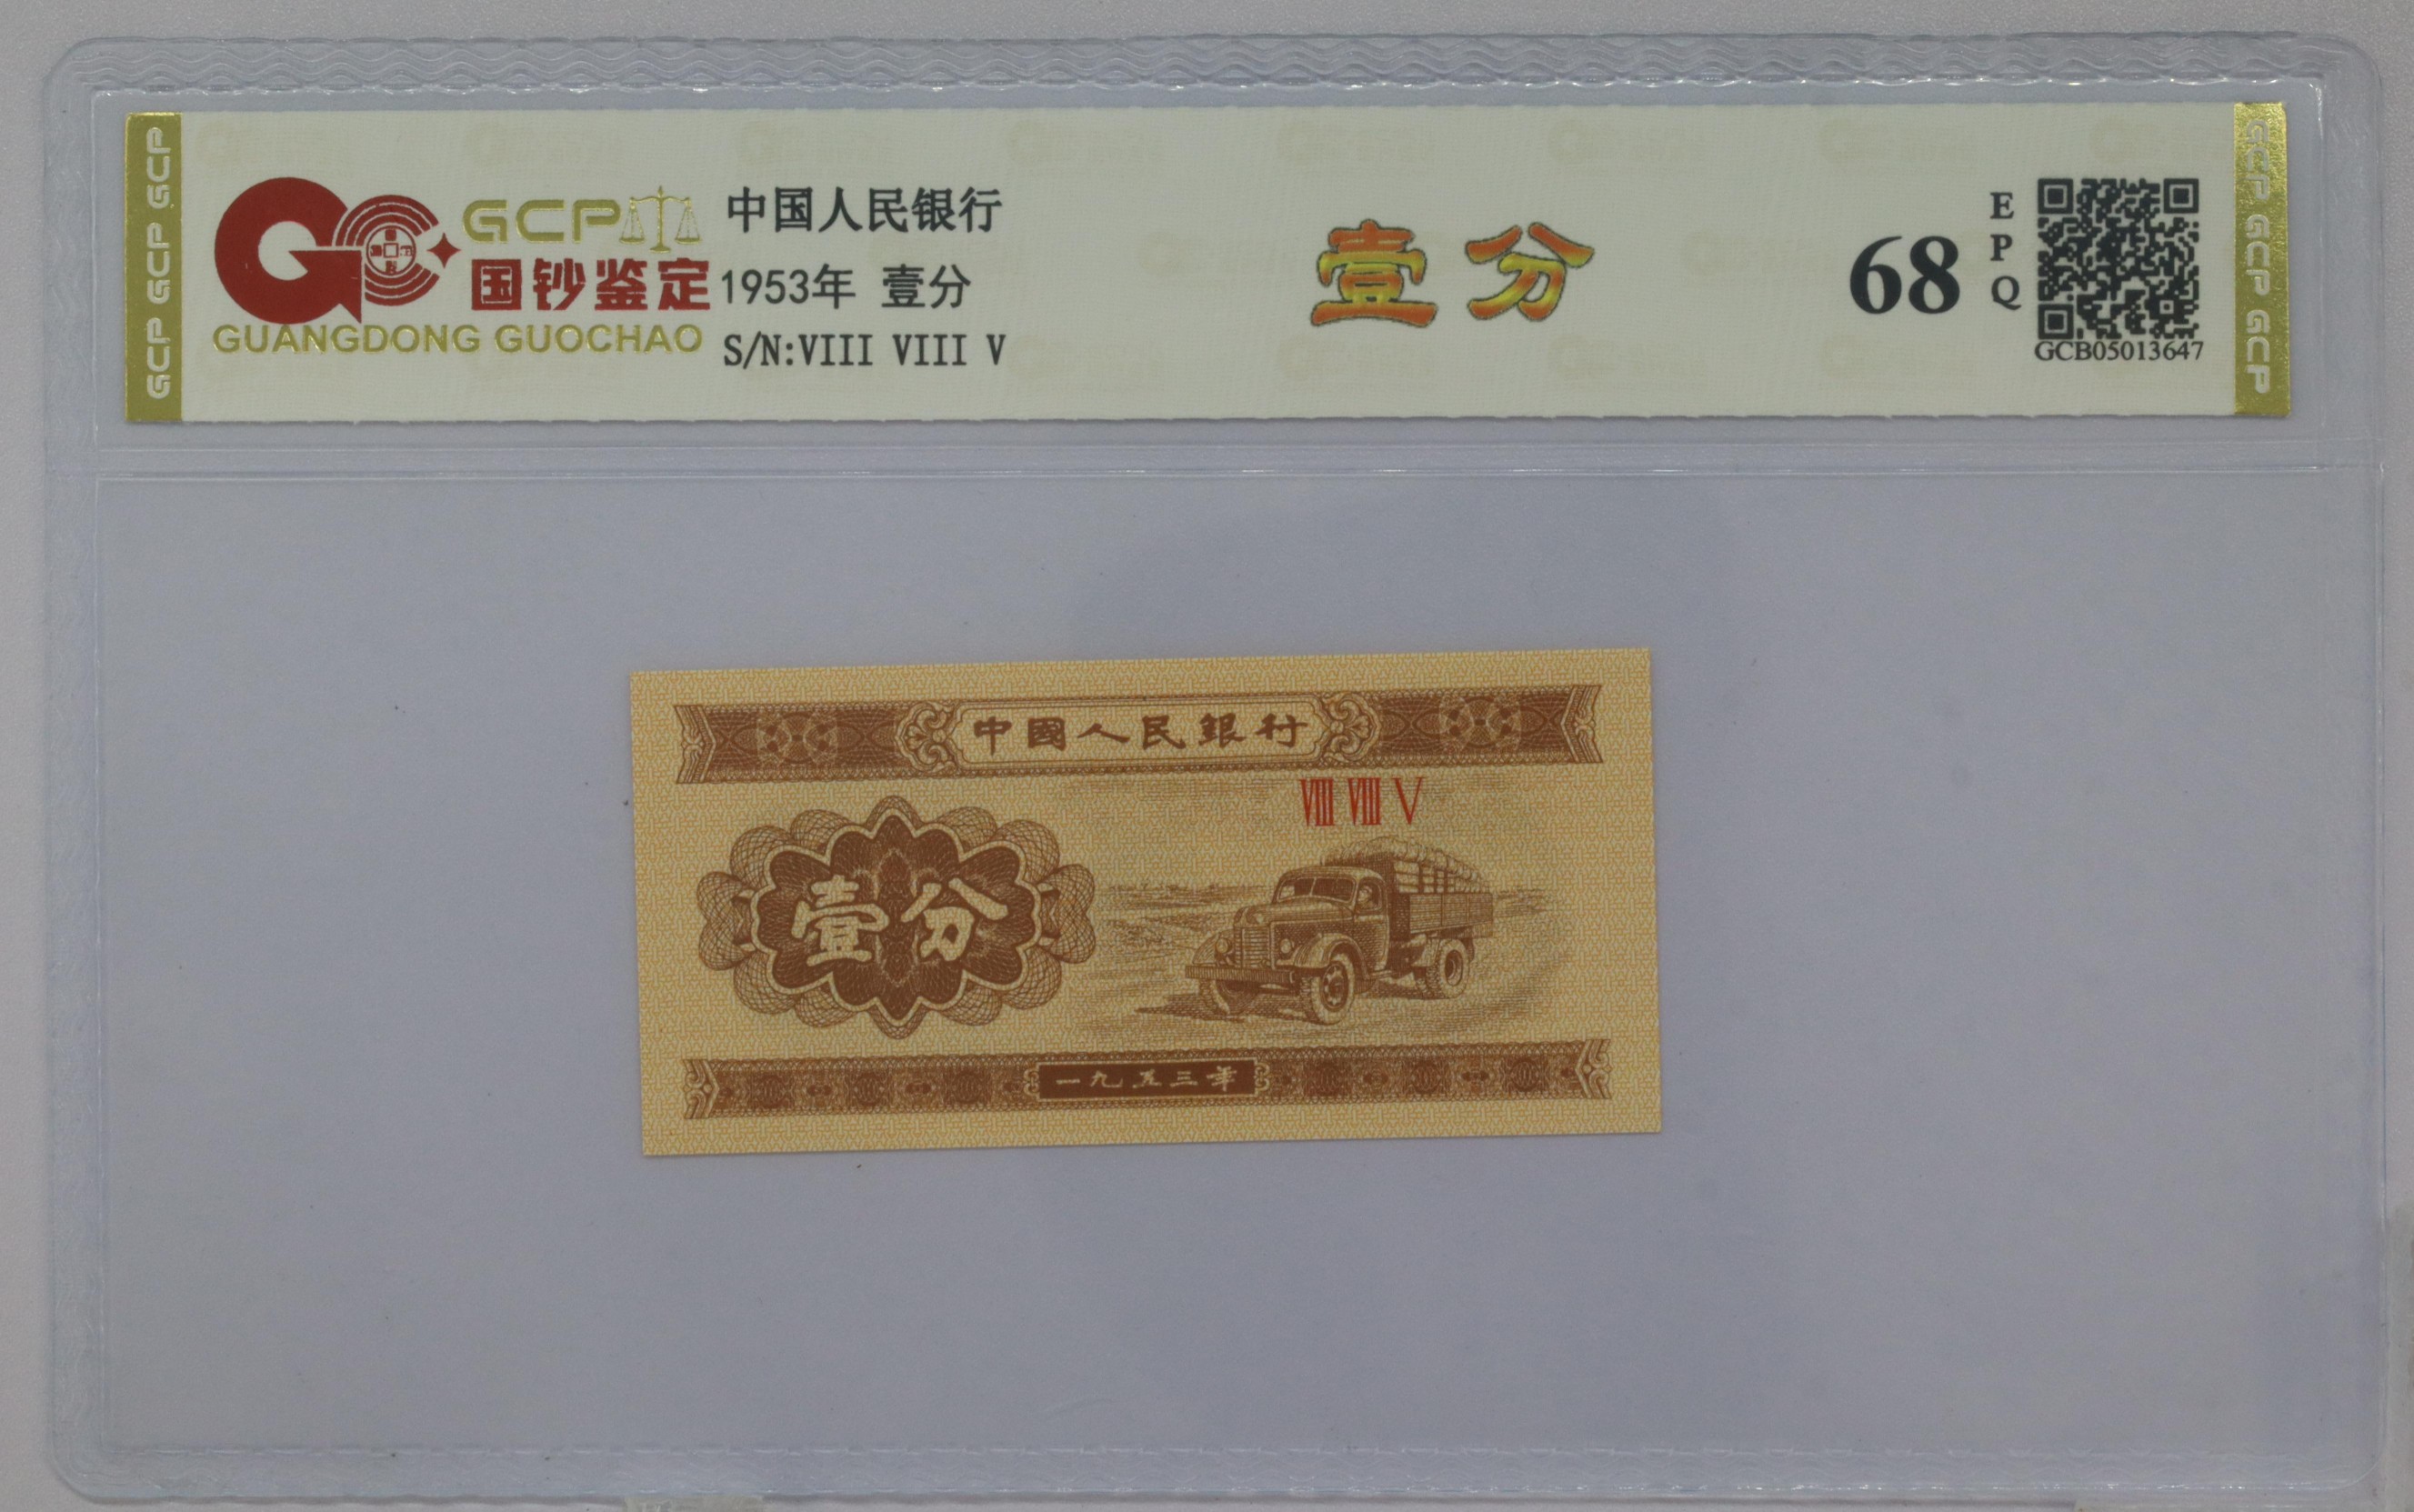 GCP GCP GCP
GCP
国钞鉴定
GUANGDONG GUOCHAO
中国人民银行
1953年 壹分
S/N:VIII VIII V
壹分
68
EPQ
GCB05013647
GCP GCP GCP
中國人民銀行
VIII VIII V
壹分
一九五三年